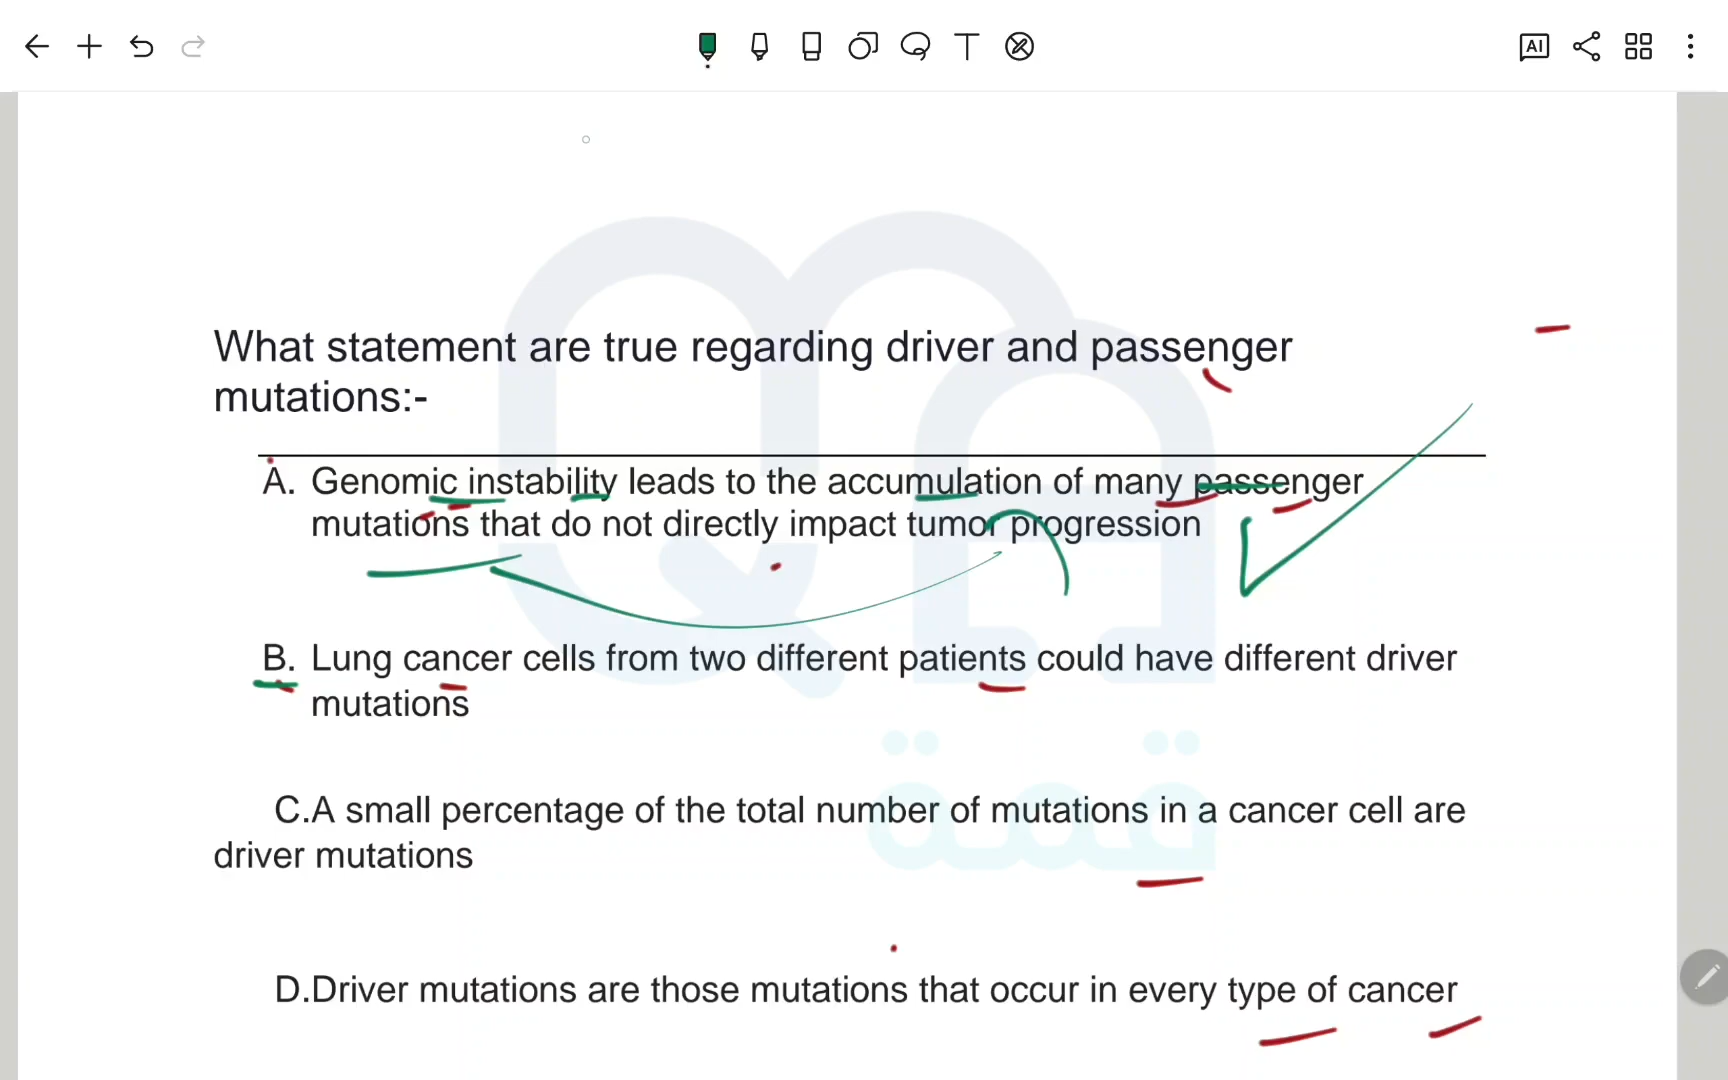 AI
What statement are true regarding driver and passenger
mutations:-
A. Genomic instability leads to the accumulation of many passenger
mutations that do not directly impact tumor progression
B. Lung cancer cells from two different patients could have different driver
mutations
قمة
C.A small percentage of the total number of mutations in a cancer cell are
driver mutations
D.Driver mutations are those mutations that occur in every type of cancer